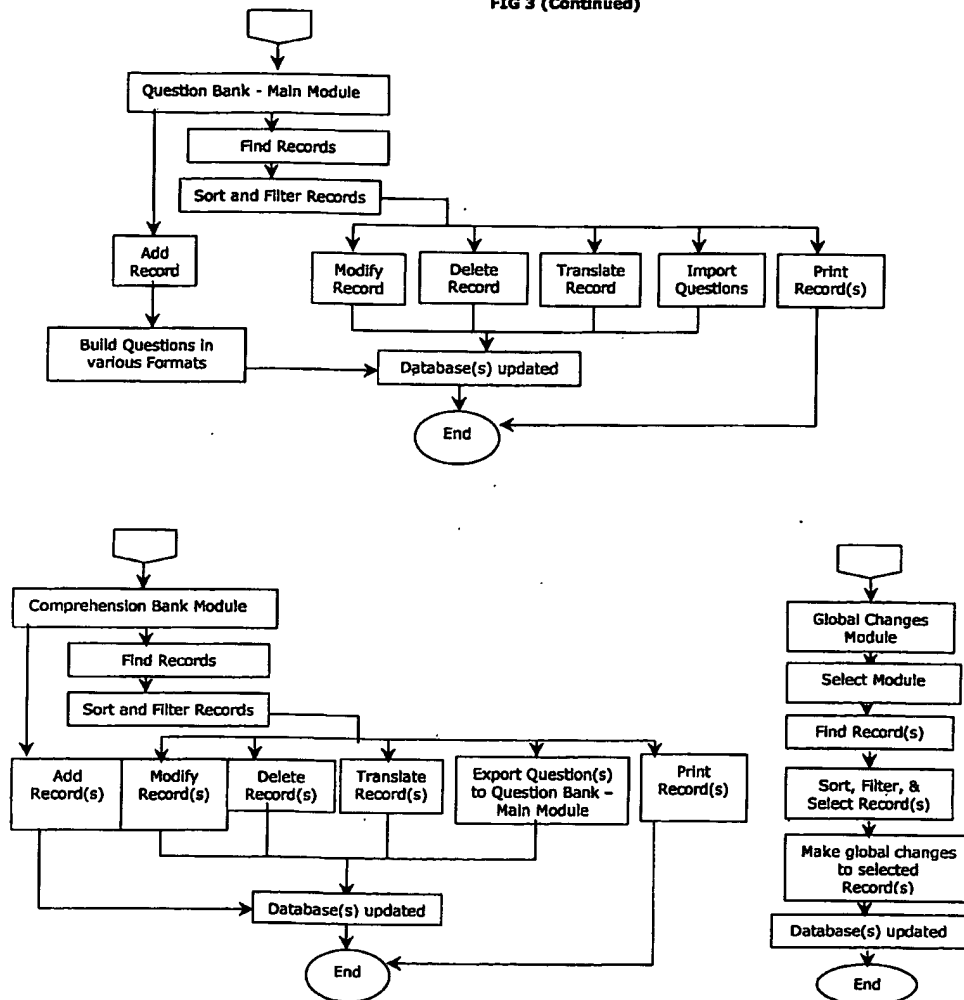 FIG 3 (Continued)
Question Bank - Main Module
Find Records
Sort and Filter Records
Add
Record
Modify
Record
Delete
Record
Translate
Record
Import
Questions
Print
Record(s)
Build Questions in
various Formats
Database(s) updated
End
Comprehension Bank Module
Find Records
Sort and Filter Records
Add
Record(s)
Modify
Record(s)
Delete
Record(s)
Translate
Record(s)
Export Question(s)
to Question Bank –
Main Module
Print
Record(s)
Database(s) updated
End
Global Changes
Module
Select Module
Find Record(s)
Sort, Filter, &
Select Record(s)
Make global changes
to selected
Record(s)
Database(s) updated
End